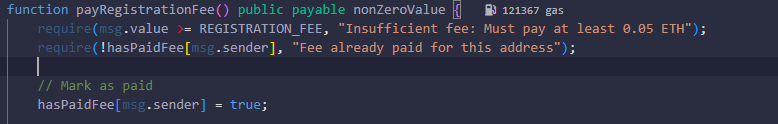 function payRegistrationFee() public payable nonZeroValue { 121367 gas
require(msg.value >= REGISTRATION_FEE, "Insufficient fee: Must pay at least 0.05 ETH");
require(!hasPaidFee[msg.sender], "Fee already paid for this address");
// Mark as paid
hasPaidFee[msg.sender] = true;